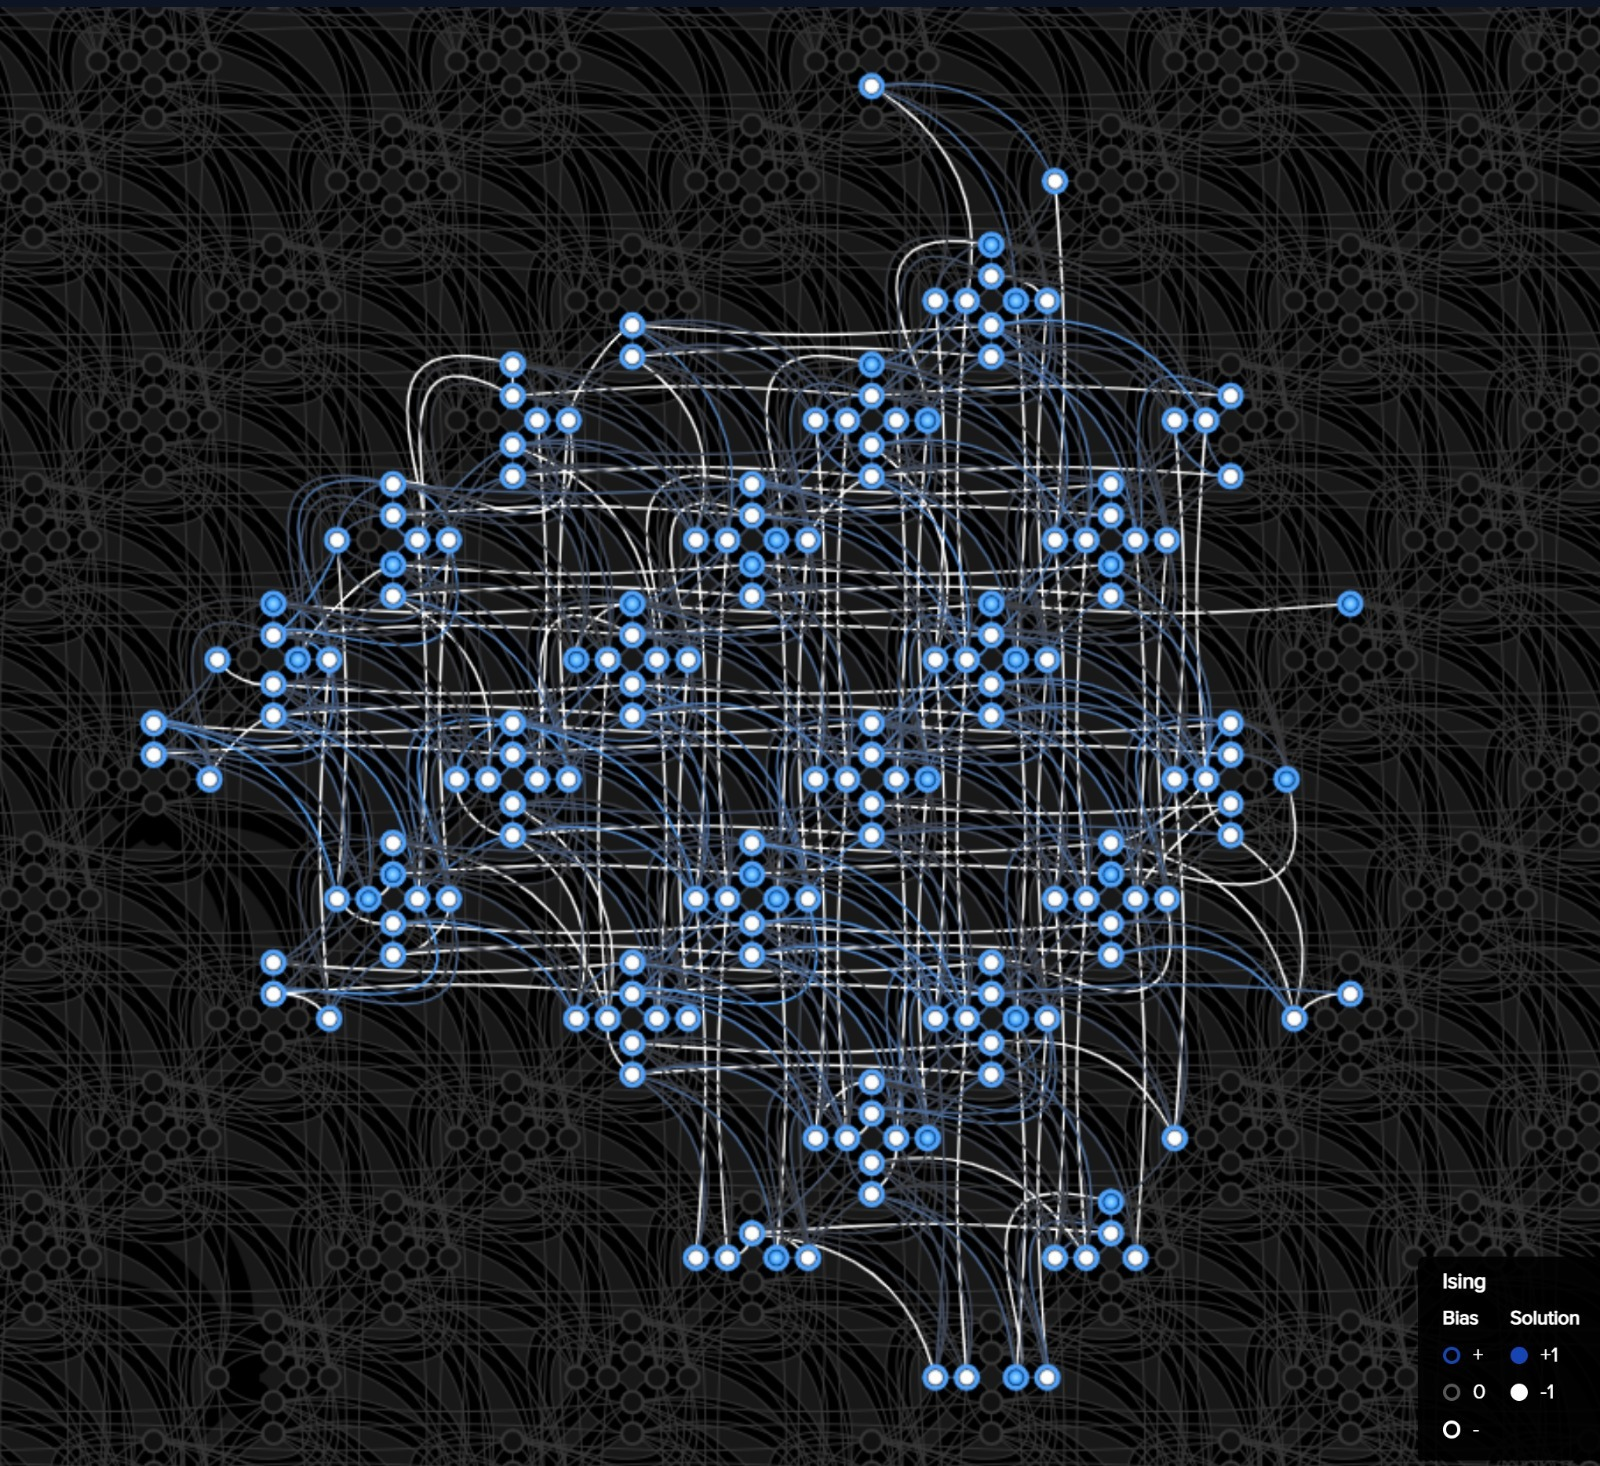 Ising
Bias Solution
+ +1
0 -1
-